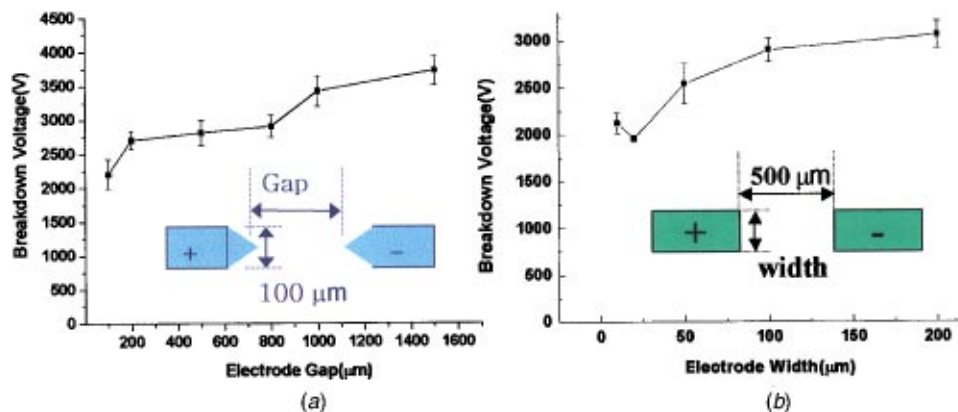 Breakdown Voltage(V)
4500
4000
3500
3000
2500
2000
1500
1000
500
0
Gap
+
-
100 μm
200 400 600 800 1000 1200 1400 1600
Electrode Gap(μm)
(a)
Breakdown Voltage(V)
3000
2500
2000
1500
1000
500
0
500 μm
+
-
width
0 50 100 150 200
Electrode Width(μm)
(b)